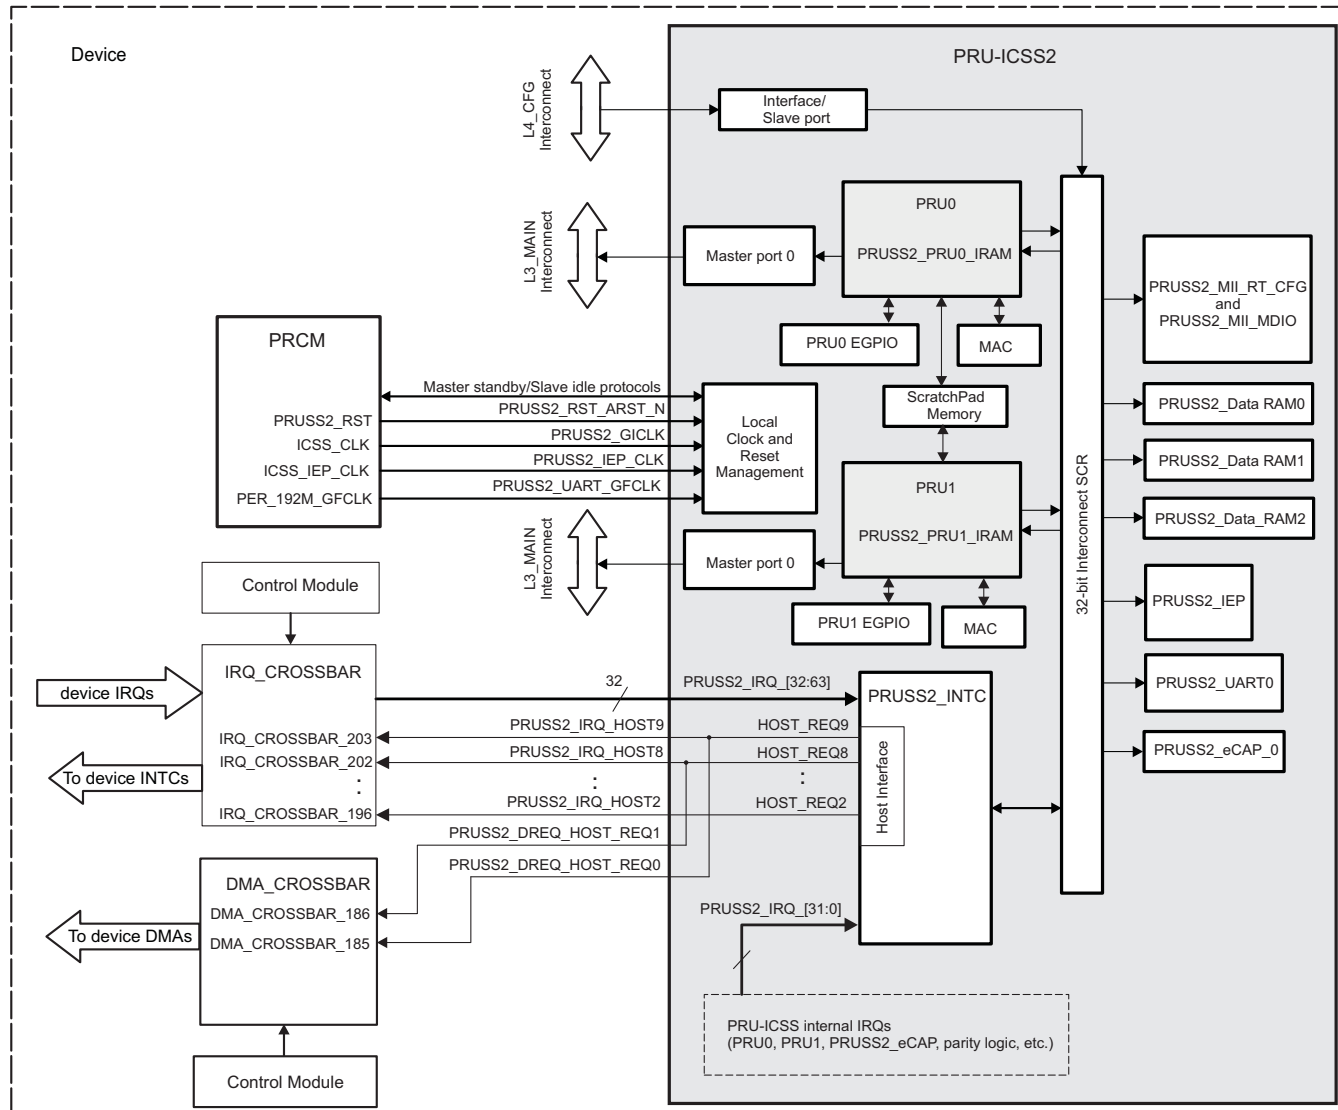 Device
PRU-ICSS2
L4_CFG
Interconnect
Interface/
Slave port
L3_MAIN
Interconnect
Master port 0
PRU0
PRUSS2_PRU0_IRAM
PRU0 EGPIO
MAC
ScratchPad
Memory
PRUSS2_MII_RT_CFG
and
PRUSS2_MII_MDIO
PRUSS2_Data RAM0
PRUSS2_Data RAM1
PRUSS2_Data_RAM2
PRUSS2_IEP
PRUSS2_UART0
PRUSS2_eCAP_0
32-bit Interconnect SCR
PRCM
PRUSS2_RST
ICSS_CLK
ICSS_IEP_CLK
PER_192M_GFCLK
Master standby/Slave idle protocols
PRUSS2_RST_ARST_N
PRUSS2_GICLK
PRUSS2_IEP_CLK
PRUSS2_UART_GFCLK
Local
Clock and
Reset
Management
L3_MAIN
Interconnect
Master port 0
PRU1
PRUSS2_PRU1_IRAM
PRU1 EGPIO
MAC
Control Module
IRQ_CROSSBAR
device IRQs
IRQ_CROSSBAR_203
IRQ_CROSSBAR_202
:
IRQ_CROSSBAR_196
To device INTCs
32
PRUSS2_IRQ_[32:63]
PRUSS2_IRQ_HOST9
HOST_REQ9
PRUSS2_IRQ_HOST8
HOST_REQ8
:
:
PRUSS2_IRQ_HOST2
HOST_REQ2
PRUSS2_DREQ_HOST_REQ1
PRUSS2_DREQ_HOST_REQ0
PRUSS2_INTC
Host Interface
DMA_CROSSBAR
DMA_CROSSBAR_186
DMA_CROSSBAR_185
To device DMAs
Control Module
PRUSS2_IRQ_[31:0]
PRU-ICSS internal IRQs
(PRU0, PRU1, PRUSS2_eCAP, parity logic, etc.)